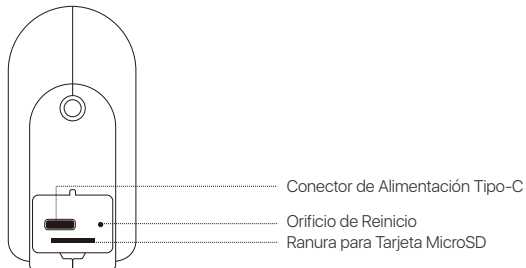 Conector de Alimentación Tipo-C
Orificio de Reinicio
Ranura para Tarjeta MicroSD